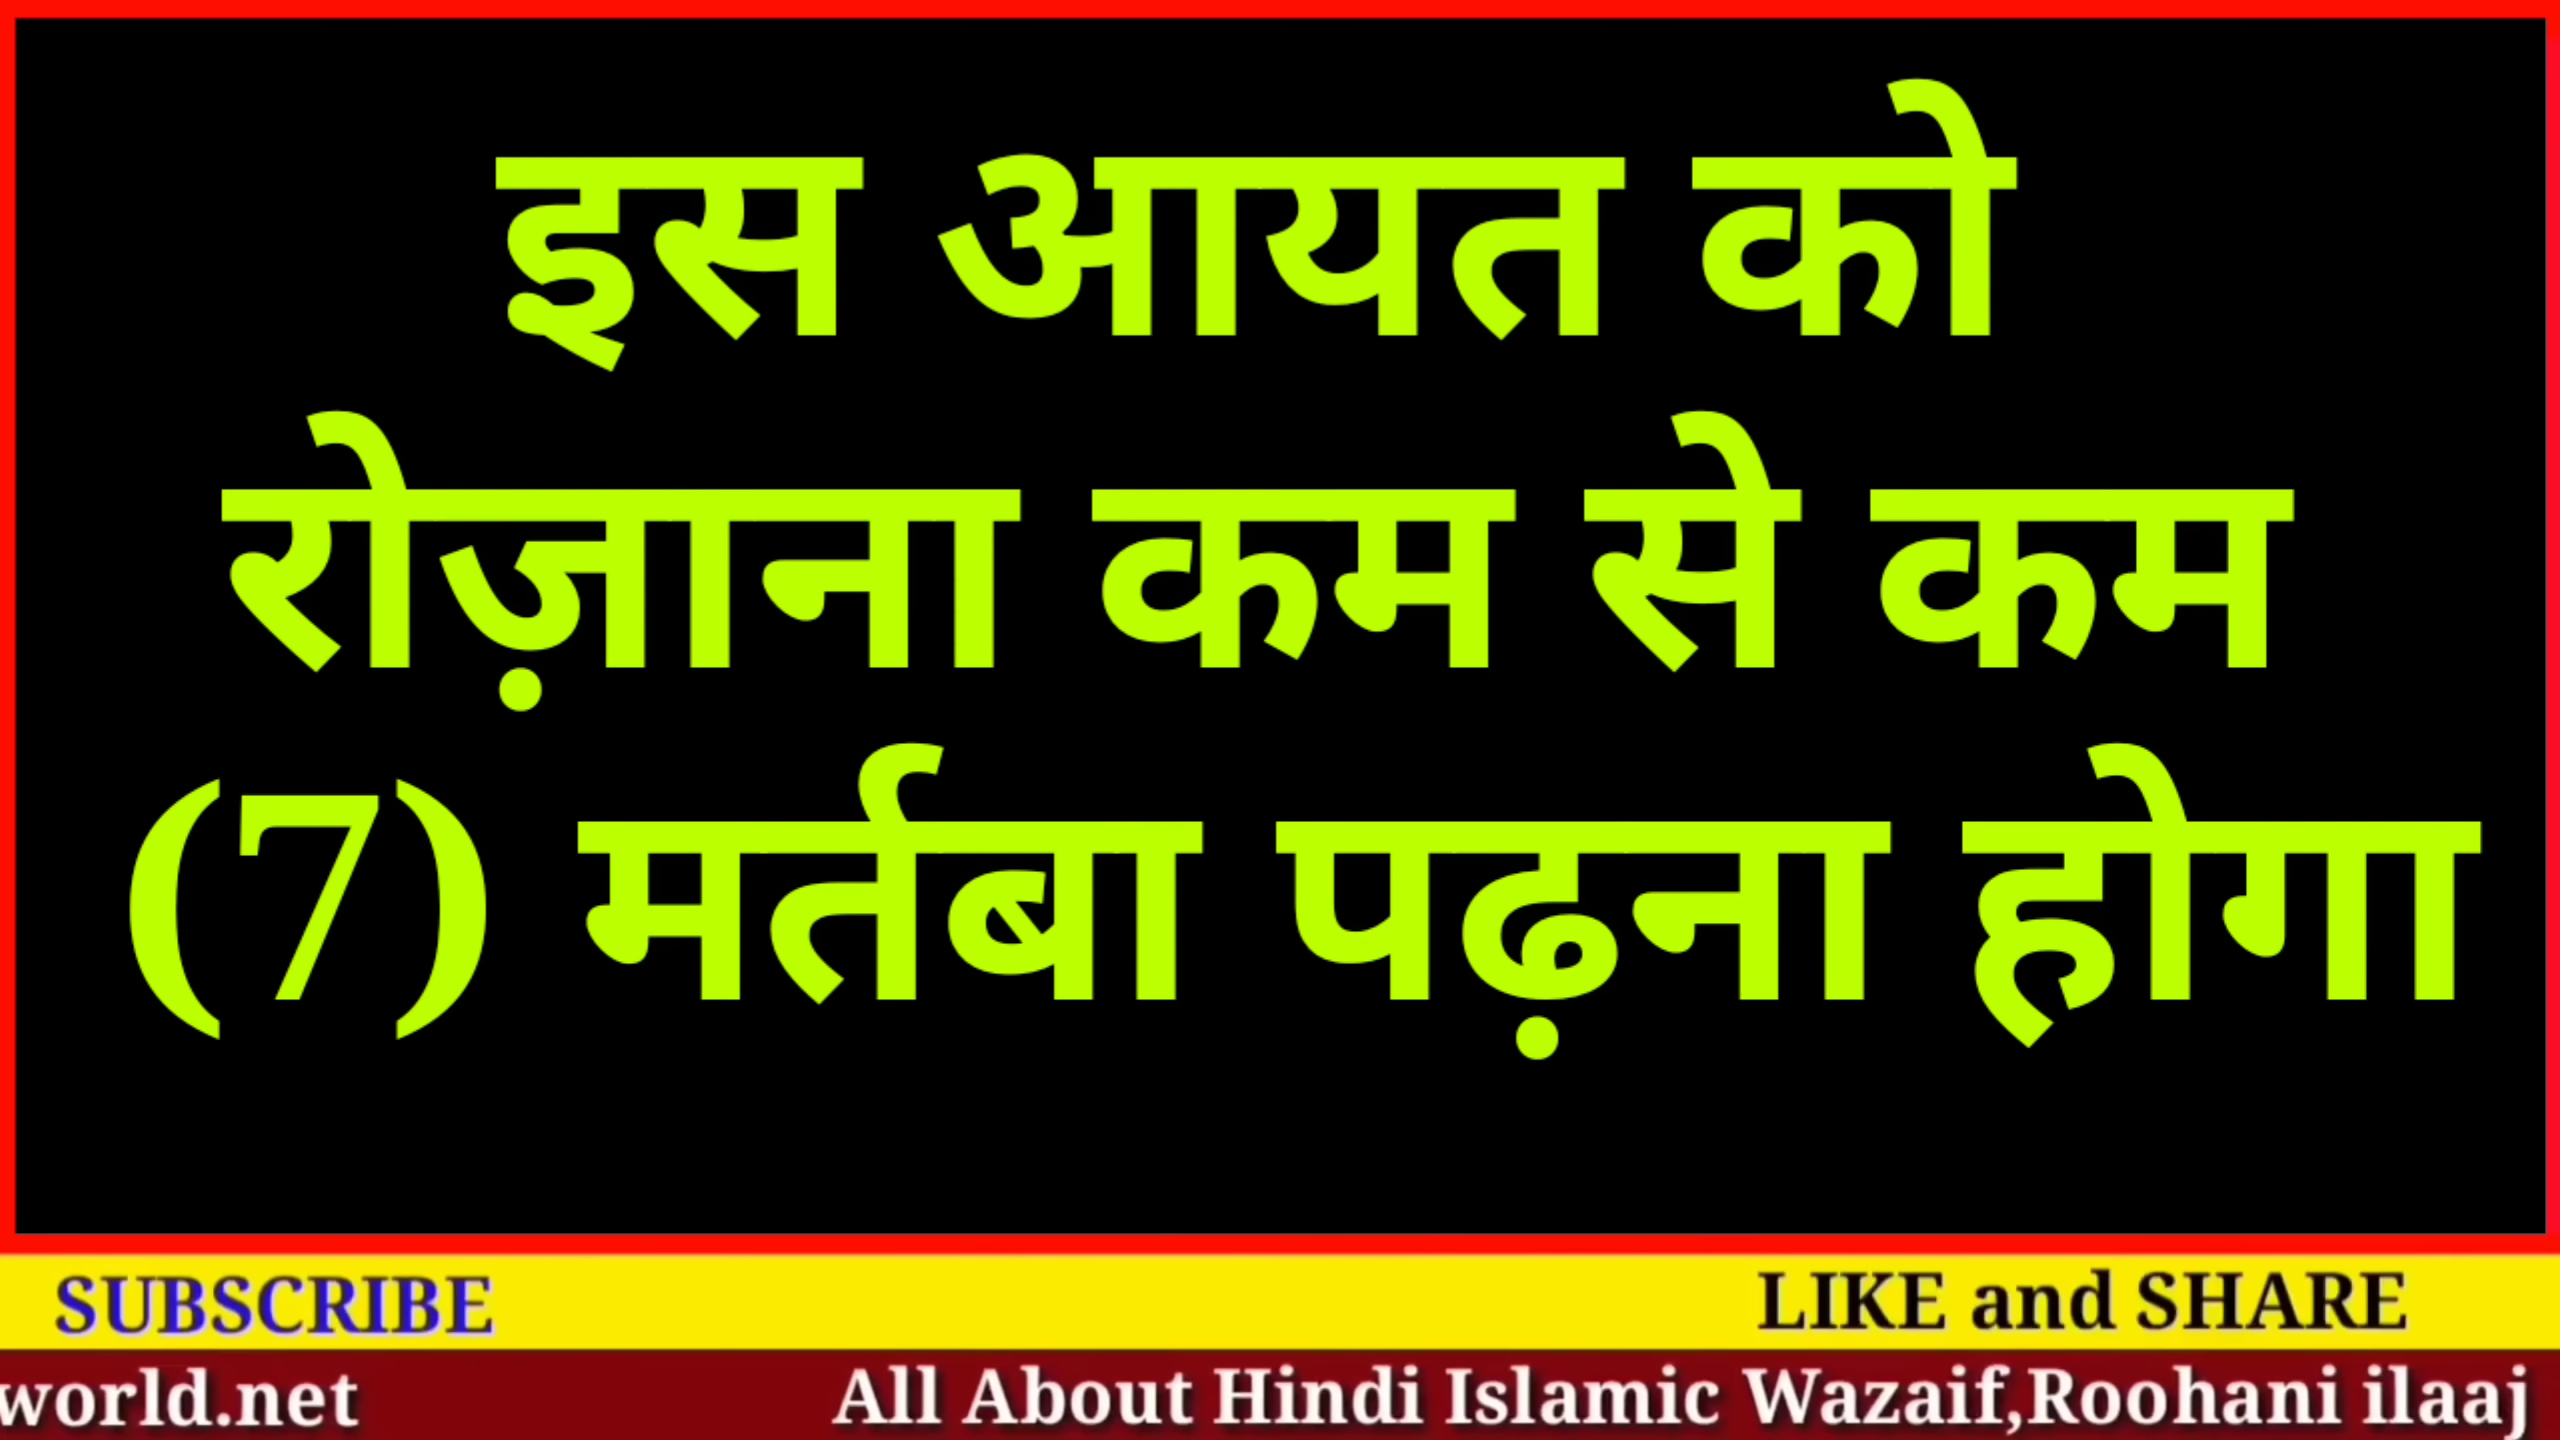 इस आयत को
रोज़ाना कम से कम
(7) मर्तबा पढ़ना होगा
SUBSCRIBE LIKE and SHARE
world.net All About Hindi Islamic Wazaif,Roohani ilaaj